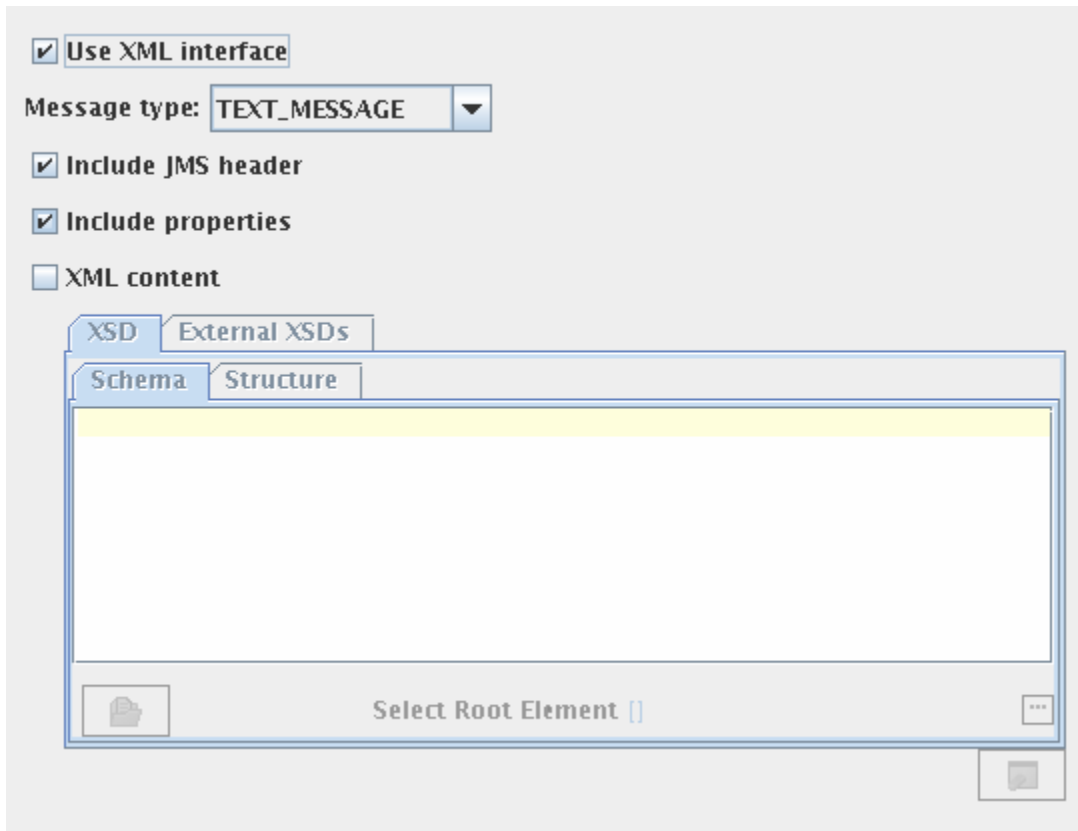 Use XML interface
Message type: TEXT_MESSAGE
Include JMS header
Include properties
XML content
XSD External XSDs
Schema Structure
Select Root Element []
...